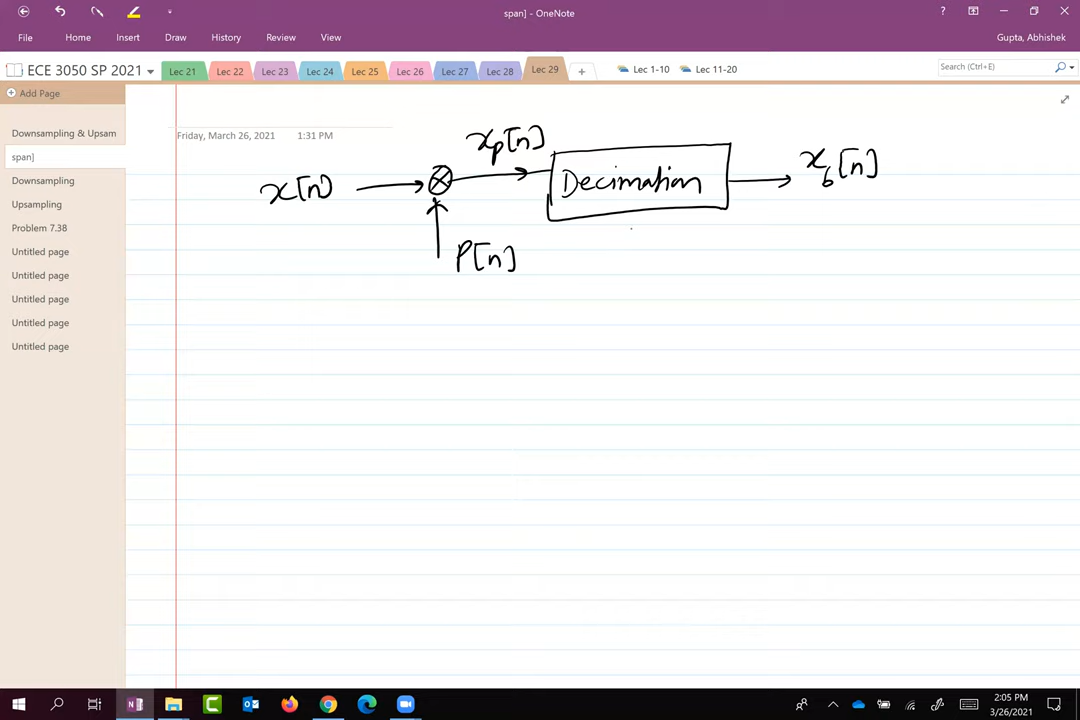 span] - OneNote
Gupta, Abhishek
File Home Insert Draw History Review View
ECE 3050 SP 2021 Lec 21 Lec 22 Lec 23 Lec 24 Lec 25 Lec 26 Lec 27 Lec 28 Lec 29 Lec 1-10 Lec 11-20 Search (Ctrl+E)
Add Page
Downsampling & Upsam
span]
Downsampling
Upsampling
Problem 7.38
Untitled page
Untitled page
Untitled page
Untitled page
Untitled page
Friday, March 26, 2021 1:31 PM
xp[n]
x[n] Decimation xb[n]
p[n]
2:05 PM
3/26/2021